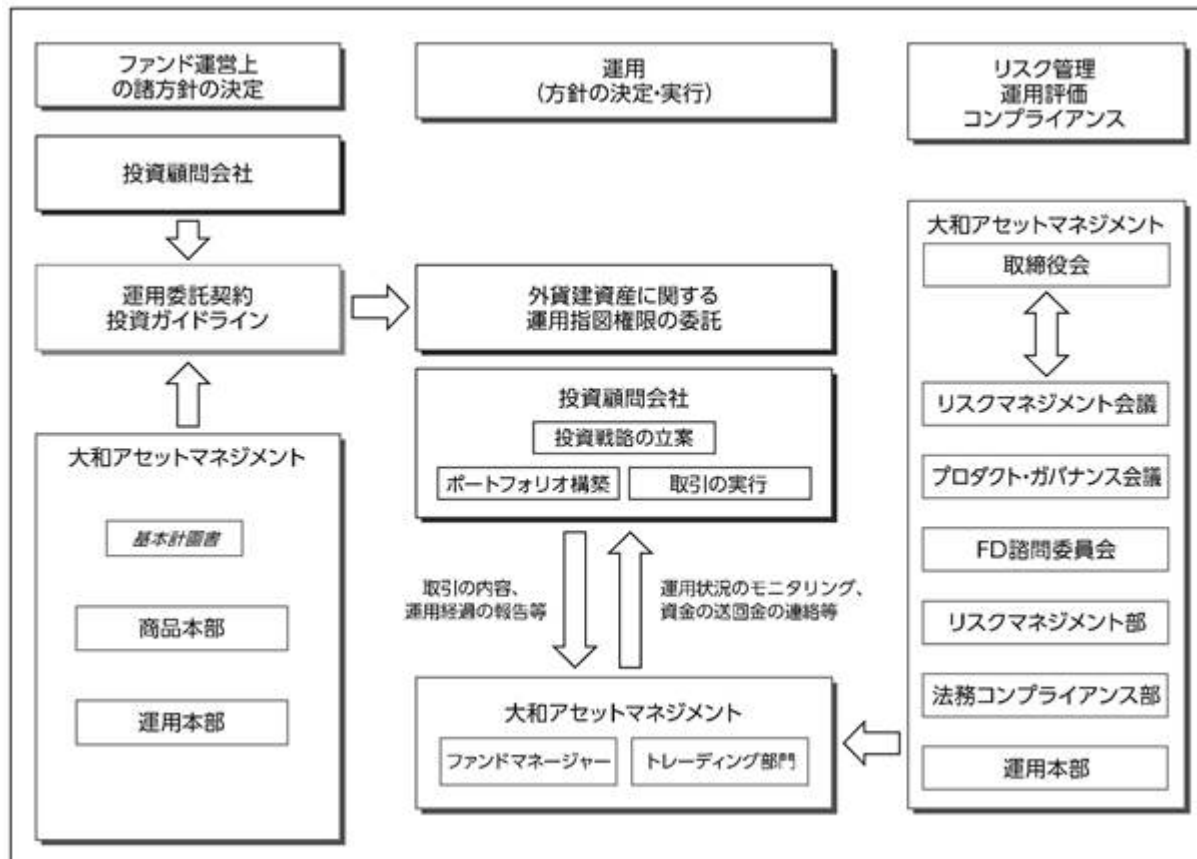 ファンド運営上
の諸方針の決定
運用
(方針の決定・実行)
リスク管理
運用評価
コンプライアンス
投資顧問会社
運用委託契約
投資ガイドライン
外貨建資産に関する
運用指図権限の委託
投資顧問会社
投資戦略の立案
ポートフォリオ構築
取引の実行
大和アセットマネジメント
基本計画書
商品本部
運用本部
取引の内容、
運用経過の報告等
運用状況のモニタリング、
資金の送回金の連絡等
大和アセットマネジメント
ファンドマネージャー
トレーディング部門
大和アセットマネジメント
取締役会
リスクマネジメント会議
プロダクト・ガバナンス会議
FD諮問委員会
リスクマネジメント部
法務コンプライアンス部
運用本部